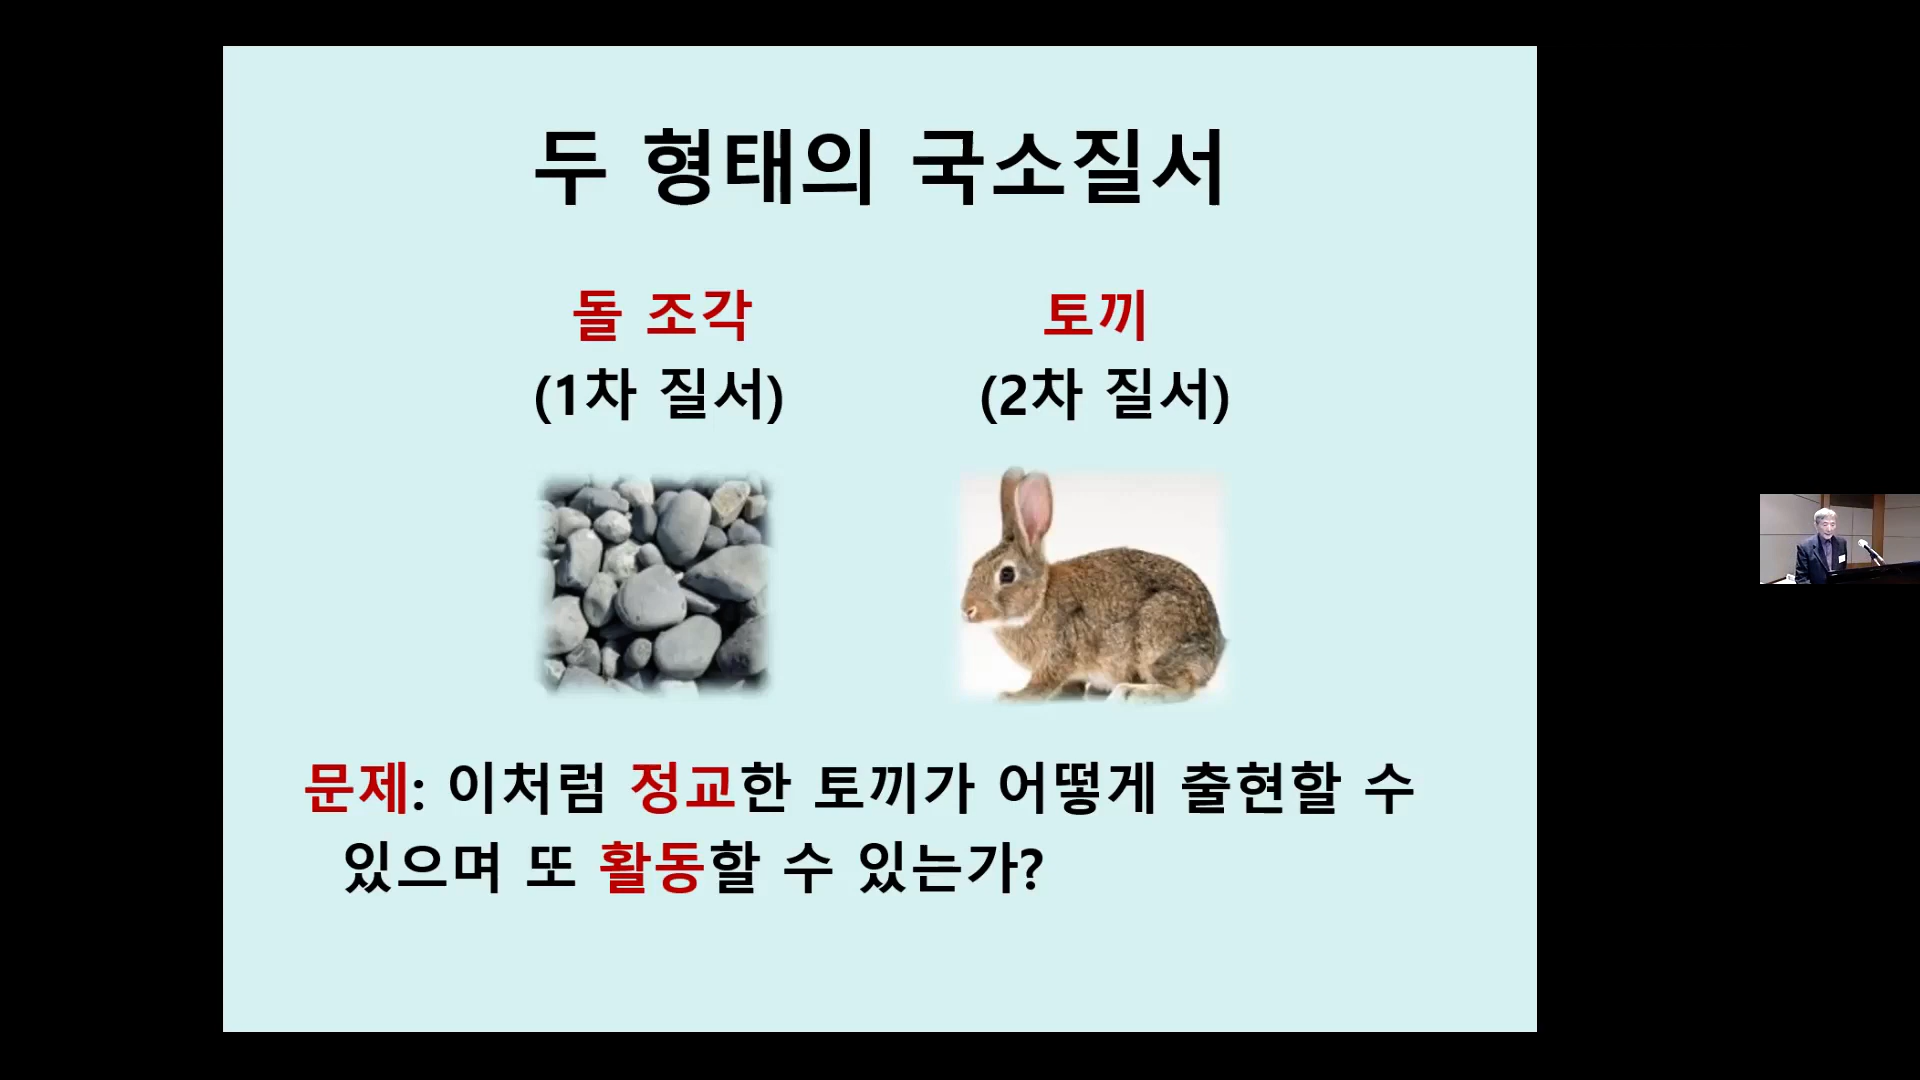 두 형태의 국소질서
돌 조각 토끼
(1차 질서) (2차 질서)
문제: 이처럼 정교한 토끼가 어떻게 출현할 수
있으며 또 활동할 수 있는가?